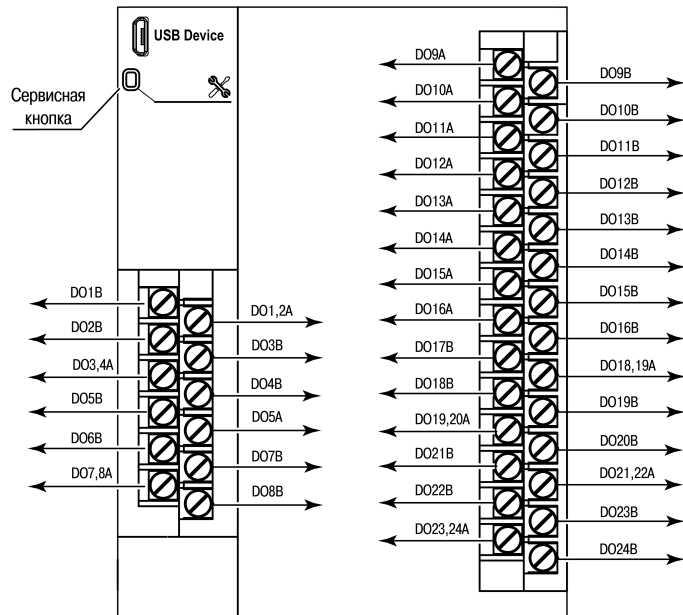 USB Device
Сервисная
кнопка
DO1B
DO1,2A
DO2B
DO3B
DO3,4A
DO4B
DO5B
DO5A
DO6B
DO7B
DO7,8A
DO8B
DO9A
DO9B
DO10A
DO10B
DO11A
DO11B
DO12A
DO12B
DO13A
DO13B
DO14A
DO14B
DO15A
DO15B
DO16A
DO16B
DO17B
DO18,19A
DO18B
DO19B
DO19,20A
DO20B
DO21B
DO21,22A
DO22B
DO23B
DO23,24A
DO24B